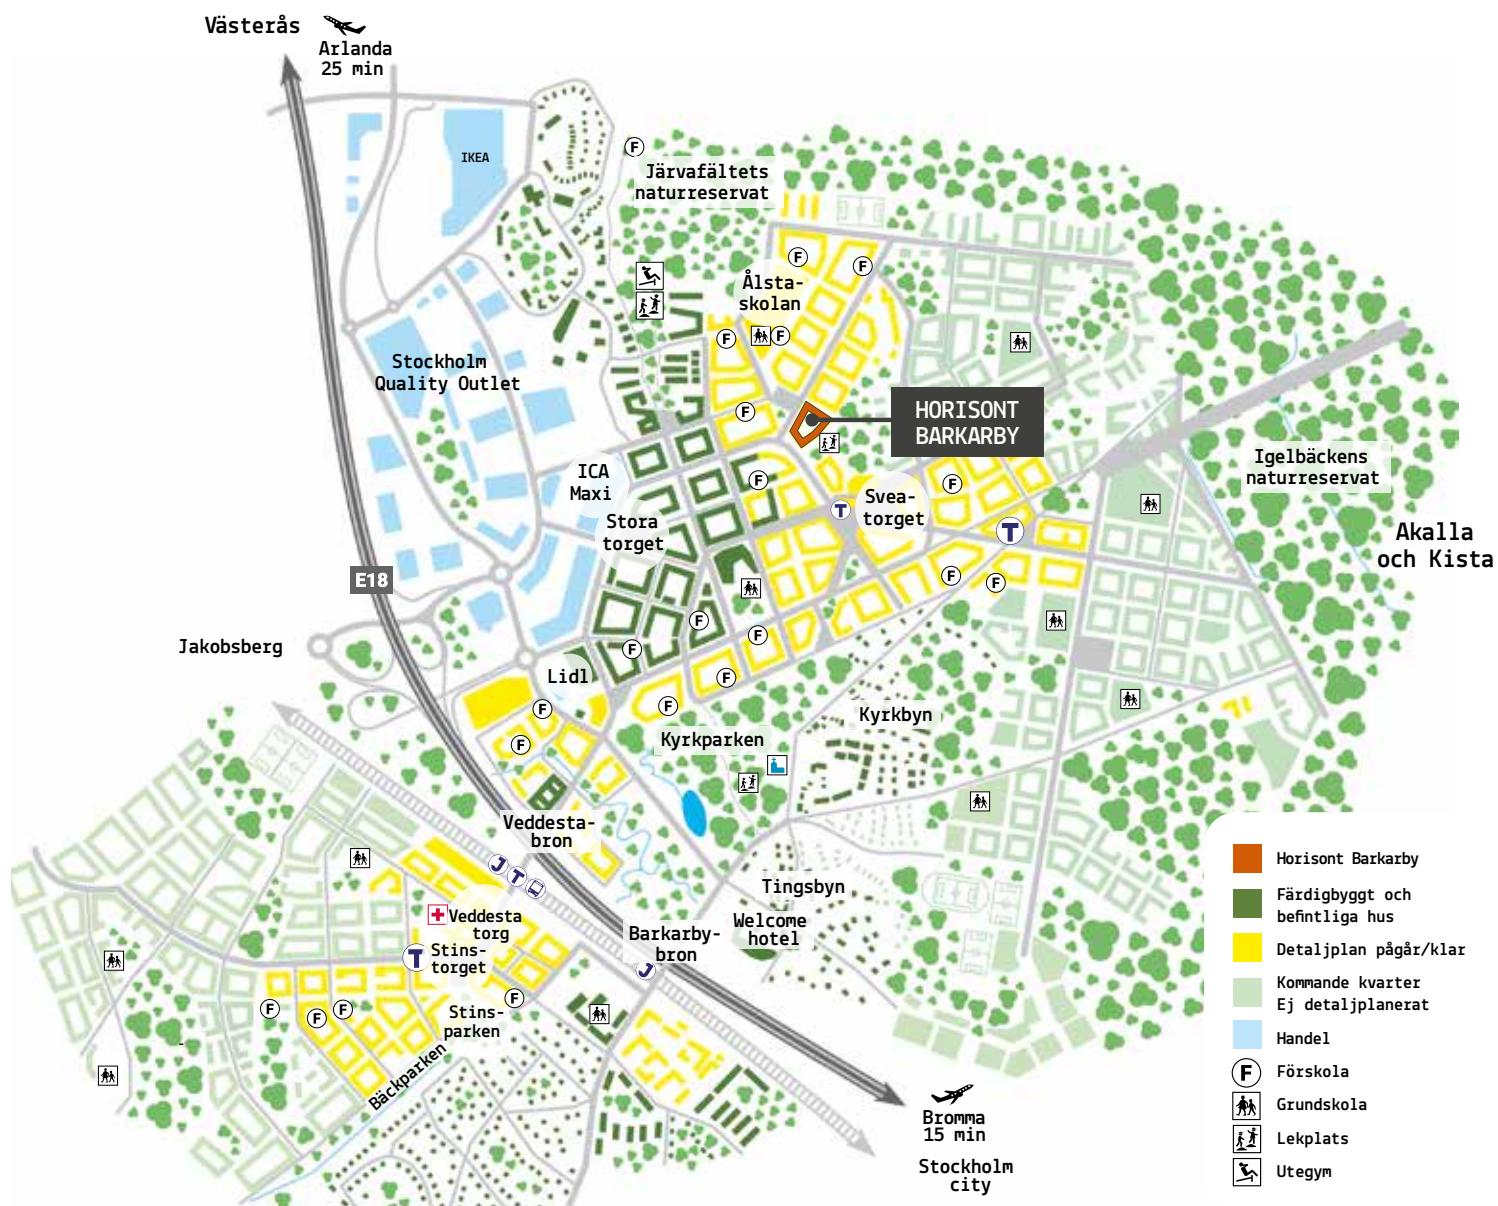 Västerås
Arlanda
25 min
IKEA
F
Järvafältets
naturreservat
F
F
Ålsta-
skolan
F
F
Stockholm
Quality Outlet
HORISONT
BARKARBY
F
Igelbäckens
naturreservat
ICA
Maxi
F
F
Svea-
torget
T
T
Stora
torget
Akalla
och Kista
E18
F
F
Jakobsberg
F
F
F
Lidl
F
F
F
Kyrkbyn
F
Kyrkparken
Veddesta-
bron
J
T
Tingsbyn
Veddesta
torg
Welcome
hotel
Barkarby-
bron
T
Stins-
torget
J
F
F
F
F
Stins-
parken
Bäckparken
Bromma
15 min
Stockholm
city
Horisont Barkarby
Färdigbyggt och
befintliga hus
Detaljplan pågår/klar
Kommande kvarter
Ej detaljplanerat
Handel
F
Förskola
Grundskola
Lekplats
Utegym